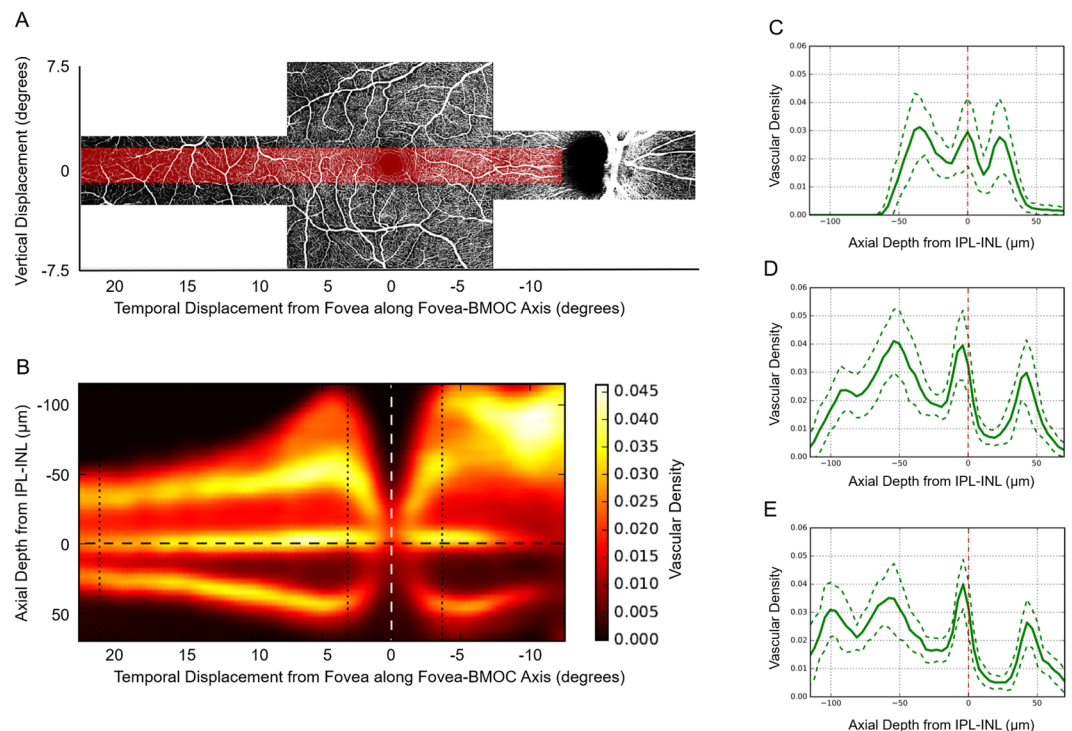 A
Vertical Displacement (degrees)
7.5
0
-7.5
20 15 10 5 0 -5 -10
Temporal Displacement from Fovea along Fovea-BMOC Axis (degrees)
B
Axial Depth from IPL-INL (µm)
-100
-50
0
50
20 15 10 5 0 -5 -10
Temporal Displacement from Fovea along Fovea-BMOC Axis (degrees)
0.045
0.040
0.035
0.030
0.025
0.020
0.015
0.010
0.005
0.000
Vascular Density
C
Vascular Density
0.06
0.05
0.04
0.03
0.02
0.01
0.00
−100 −50 0 50
Axial Depth from IPL-INL (µm)
D
Vascular Density
0.06
0.05
0.04
0.03
0.02
0.01
0.00
−100 −50 0 50
Axial Depth from IPL-INL (µm)
E
Vascular Density
0.06
0.05
0.04
0.03
0.02
0.01
0.00
−100 −50 0 50
Axial Depth from IPL-INL (µm)